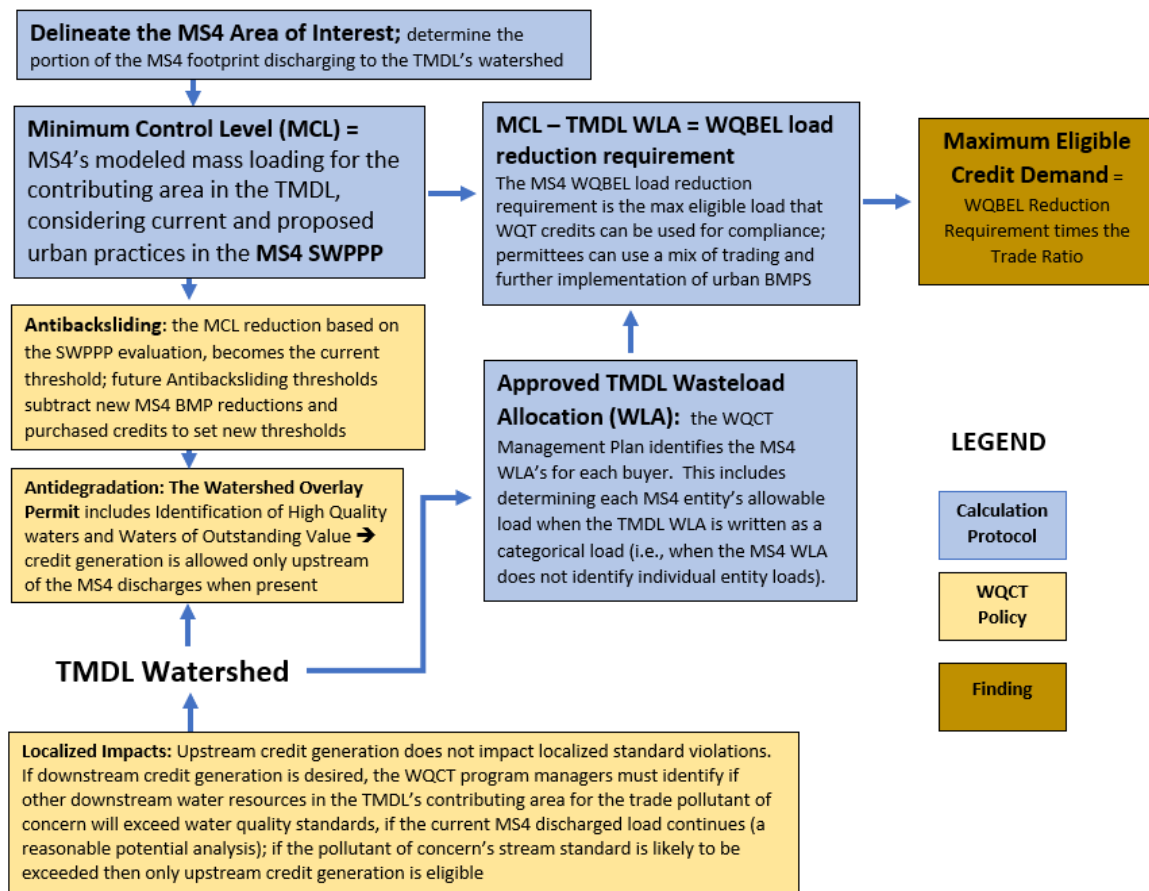 Delineate the MS4 Area of Interest; determine the
portion of the MS4 footprint discharging to the TMDL's watershed
Minimum Control Level (MCL) =
MS4's modeled mass loading for the
contributing area in the TMDL,
considering current and proposed
urban practices in the MS4 SWPPP
MCL – TMDL WLA = WQBEL load
reduction requirement
The MS4 WQBEL load reduction
requirement is the max eligible load that
WQT credits can be used for compliance;
permittees can use a mix of trading and
further implementation of urban BMPS
Maximum Eligible
Credit Demand =
WQBEL Reduction
Requirement times the
Trade Ratio
Antibacksliding: the MCL reduction based on
the SWPPP evaluation, becomes the current
threshold; future Antibacksliding thresholds
subtract new MS4 BMP reductions and
purchased credits to set new thresholds
Antidegradation: The Watershed Overlay
Permit includes Identification of High Quality
waters and Waters of Outstanding Value ➔
credit generation is allowed only upstream
of the MS4 discharges when present
Approved TMDL Wasteload
Allocation (WLA): the WQCT
Management Plan identifies the MS4
WLA's for each buyer. This includes
determining each MS4 entity's allowable
load when the TMDL WLA is written as a
categorical load (i.e., when the MS4 WLA
does not identify individual entity loads).
TMDL Watershed
Localized Impacts: Upstream credit generation does not impact localized standard violations.
If downstream credit generation is desired, the WQCT program managers must identify if
other downstream water resources in the TMDL's contributing area for the trade pollutant of
concern will exceed water quality standards, if the current MS4 discharged load continues (a
reasonable potential analysis); if the pollutant of concern's stream standard is likely to be
exceeded then only upstream credit generation is eligible
LEGEND
Calculation
Protocol
WQCT
Policy
Finding